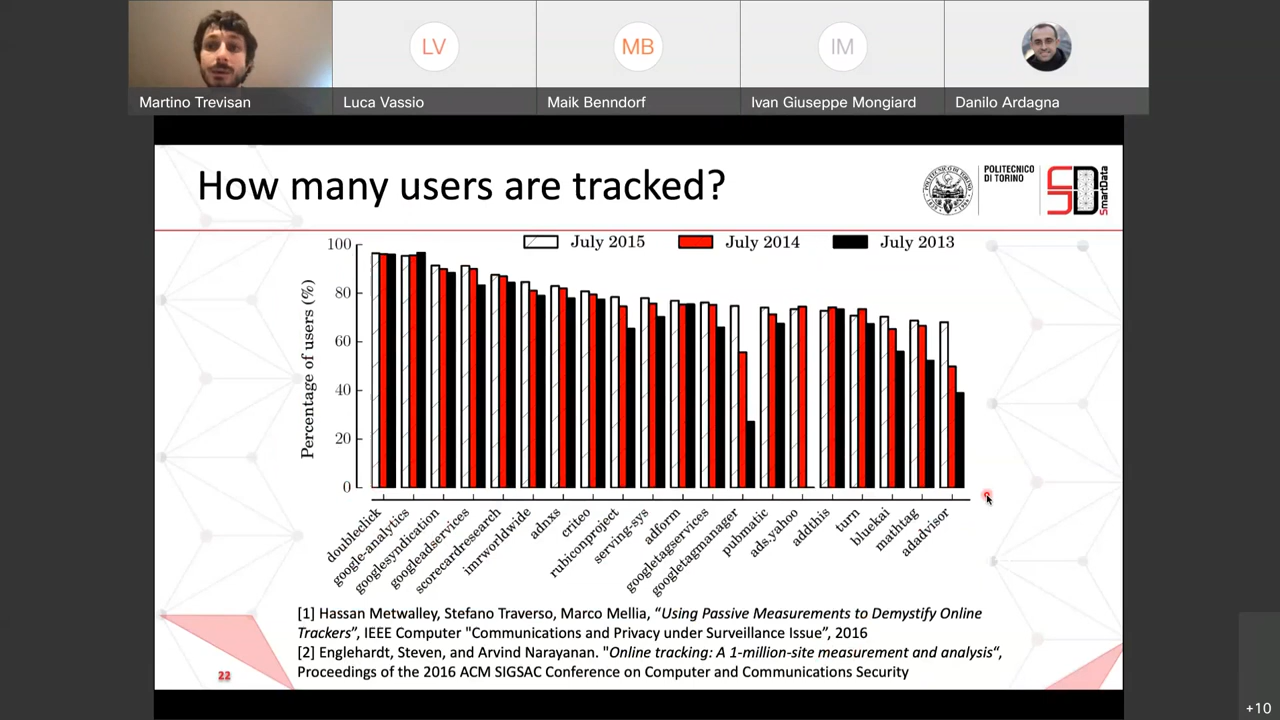 LV
MB
IM
Martino Trevisan
Luca Vassio
Maik Benndorf
Ivan Giuseppe Mongiard
Danilo Ardagna
How many users are tracked?
POLITECNICO
DI TORINO
SD
SmartData
July 2015
July 2014
July 2013
Percentage of users (%)
100
80
60
40
20
0
doubleclick
google-analytics
googlesyndication
googleadservices
scorecardresearch
imrworldwide
adnxs
criteo
rubiconproject
serving-sys
adform
googletagservices
googletagmanager
pubmatic
ads.yahoo
addthis
turn
bluekai
mathtag
adadvisor
[1] Hassan Metwalley, Stefano Traverso, Marco Mellia, “Using Passive Measurements to Demystify Online
Trackers”, IEEE Computer "Communications and Privacy under Surveillance Issue”, 2016
[2] Englehardt, Steven, and Arvind Narayanan. "Online tracking: A 1-million-site measurement and analysis“,
Proceedings of the 2016 ACM SIGSAC Conference on Computer and Communications Security
22
+10